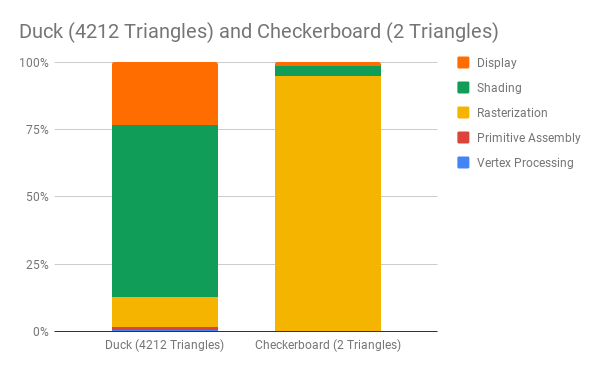 Duck (4212 Triangles) and Checkerboard (2 Triangles)
100%
75%
50%
25%
0%
Duck (4212 Triangles)
Checkerboard (2 Triangles)
Display
Shading
Rasterization
Primitive Assembly
Vertex Processing